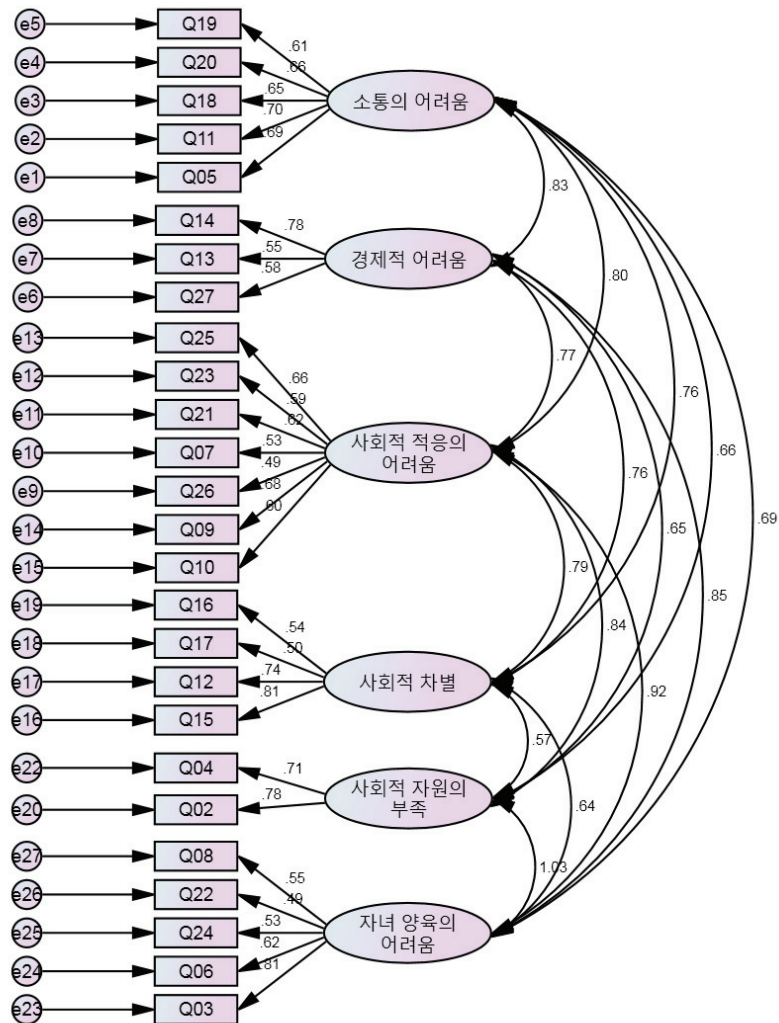 e5 Q19 .61
e4 Q20 .66
e3 Q18 .65 소통의 어려움
e2 Q11 .70
e1 Q05 .69
.83
e8 Q14 .78
e7 Q13 .55 경제적 어려움
e6 Q27 .58
.80
e13 Q25 .77
e12 Q23 .66 .76
e11 Q21 .59
.62
e10 Q07 .53 사회적 적응의
어려움
e9 Q26 .49 .76 .66
e14 Q09 .68
e15 Q10 .69
.65
.79 .85
e19 Q16 .54 .84
e18 Q17 .50
e17 Q12 .74 사회적 차별 .92
e16 Q15 .81
.57
e22 Q04 .71 사회적 자원의
부족
e20 Q02 .78 .64
e27 Q08 1.03
e26 Q22 .55
.49
e25 Q24 .53 자녀 양육의
어려움
e24 Q06 .62
e23 Q03 .81